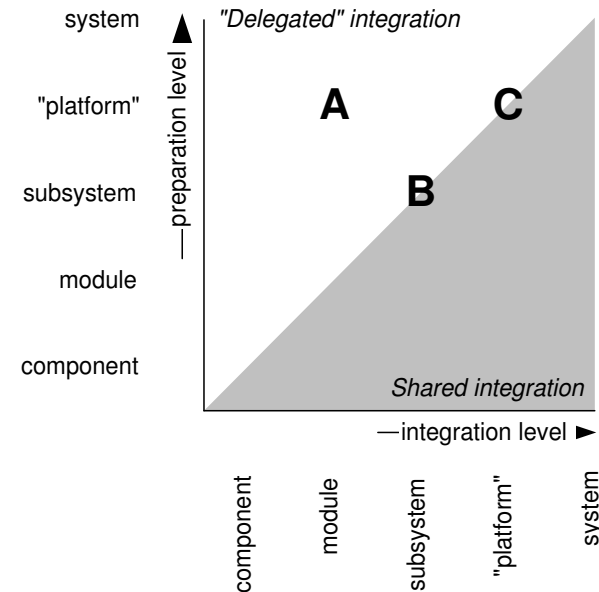 system
"Delegated" integration
"platform"
A
C
preparation level
subsystem
B
module
component
Shared integration
integration level
component
module
subsystem
"platform"
system